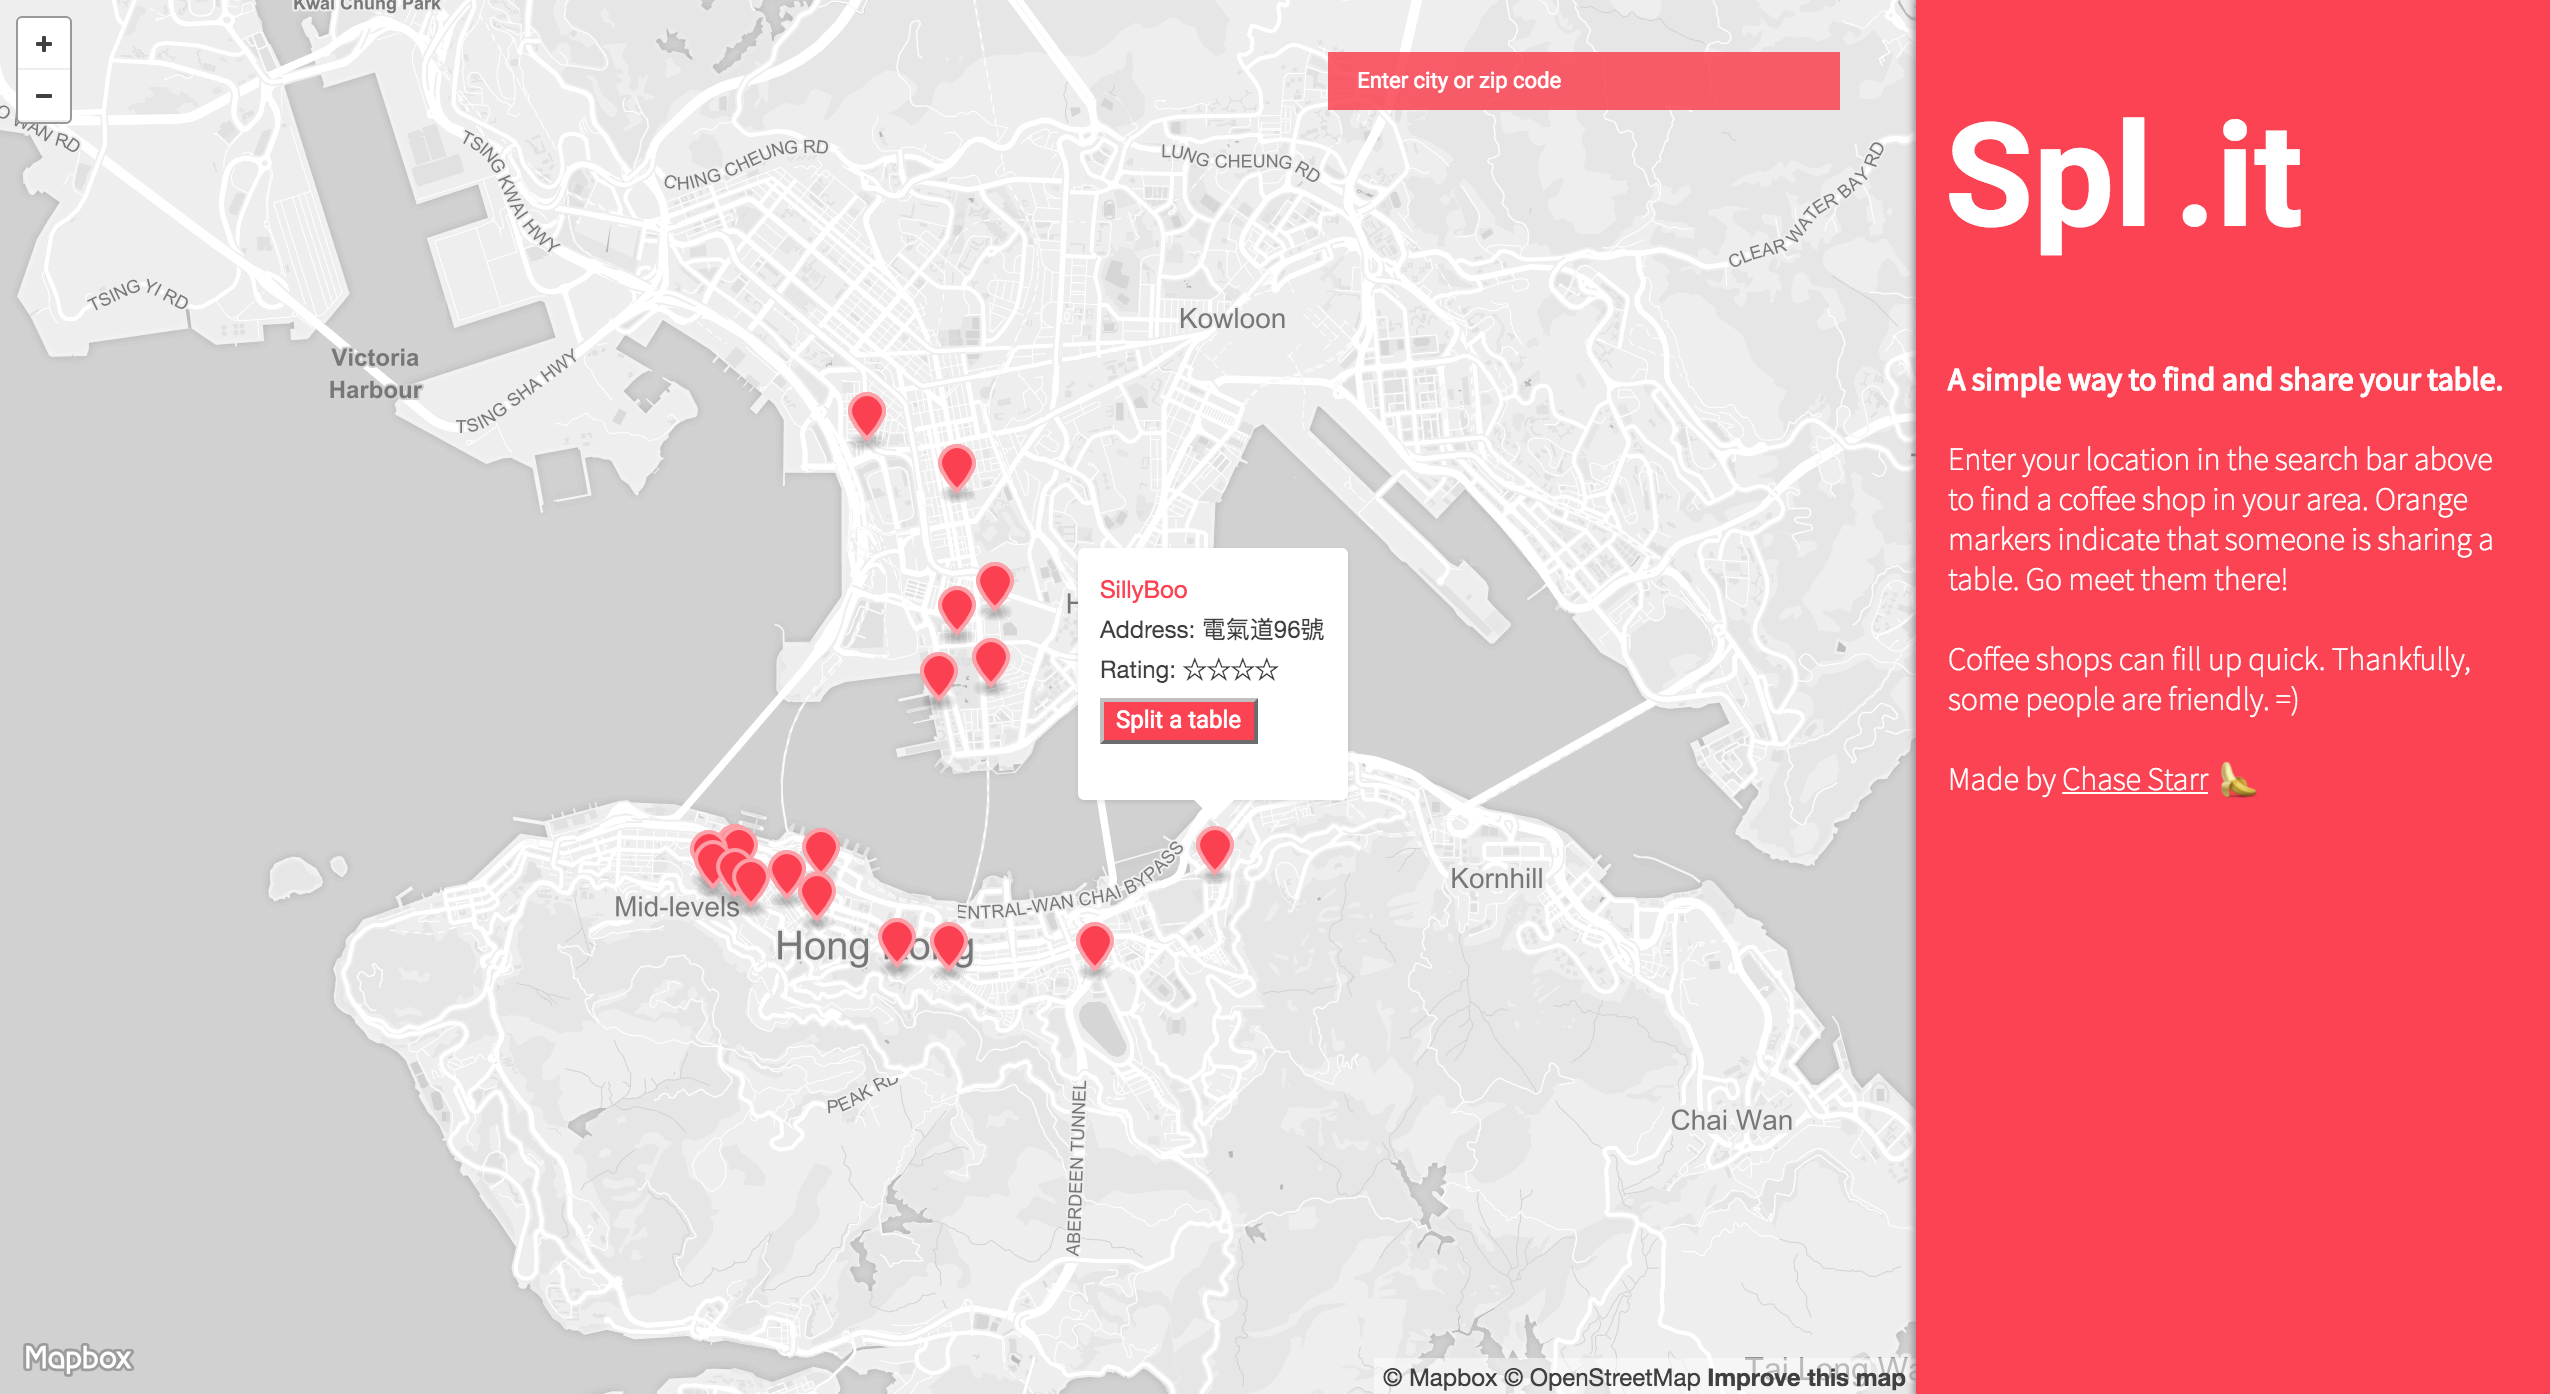 Kwai Chung Park
+
−
Enter city or zip code
WAN RD
TSING KWAI HWY
CHING CHEUNG RD
LUNG CHEUNG RD
CLEAR WATER BAY RD
TSING YI RD
Kowloon
Victoria
Harbour
TSING SHA HWY
H
SillyBoo
Address: 電氣道96號
Rating: ☆☆☆☆
Split a table
Mid-levels
ENTRAL-WAN CHAI BYPASS
Kornhill
Hong Kong
PEAK RD
ABERDEEN TUNNEL
Chai Wan
Tai Long Wa
Mapbox
© Mapbox © OpenStreetMap Improve this map
Spl .it
A simple way to find and share your table.
Enter your location in the search bar above
to find a coffee shop in your area. Orange
markers indicate that someone is sharing a
table. Go meet them there!
Coffee shops can fill up quick. Thankfully,
some people are friendly. =)
Made by Chase Starr 🍌